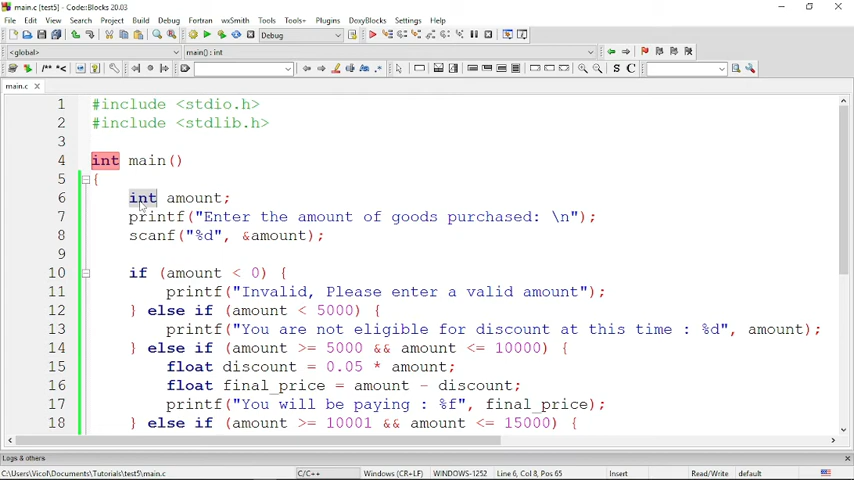 main.c [test5] - Code::Blocks 20.03
File Edit View Search Project Build Debug Fortran wxSmith Tools Tools+ Plugins DoxyBlocks Settings Help
Debug
<global> main() : int
/** *<
S C
main.c
1 #include <stdio.h>
2 #include <stdlib.h>
3
4 int main()
5 {
6 int amount;
7 printf("Enter the amount of goods purchased: \n");
8 scanf("%d", &amount);
9
10 if (amount < 0) {
11 printf("Invalid, Please enter a valid amount");
12 } else if (amount < 5000) {
13 printf("You are not eligible for discount at this time : %d", amount);
14 } else if (amount >= 5000 && amount <= 10000) {
15 float discount = 0.05 * amount;
16 float final_price = amount - discount;
17 printf("You will be paying : %f", final_price);
18 } else if (amount >= 10001 && amount <= 15000) {
Logs & others
C:\Users\Vicol\Documents\Tutorials\test5\main.c C/C++ Windows (CR+LF) WINDOWS-1252 Line 6, Col 8, Pos 65 Insert Read/Write default